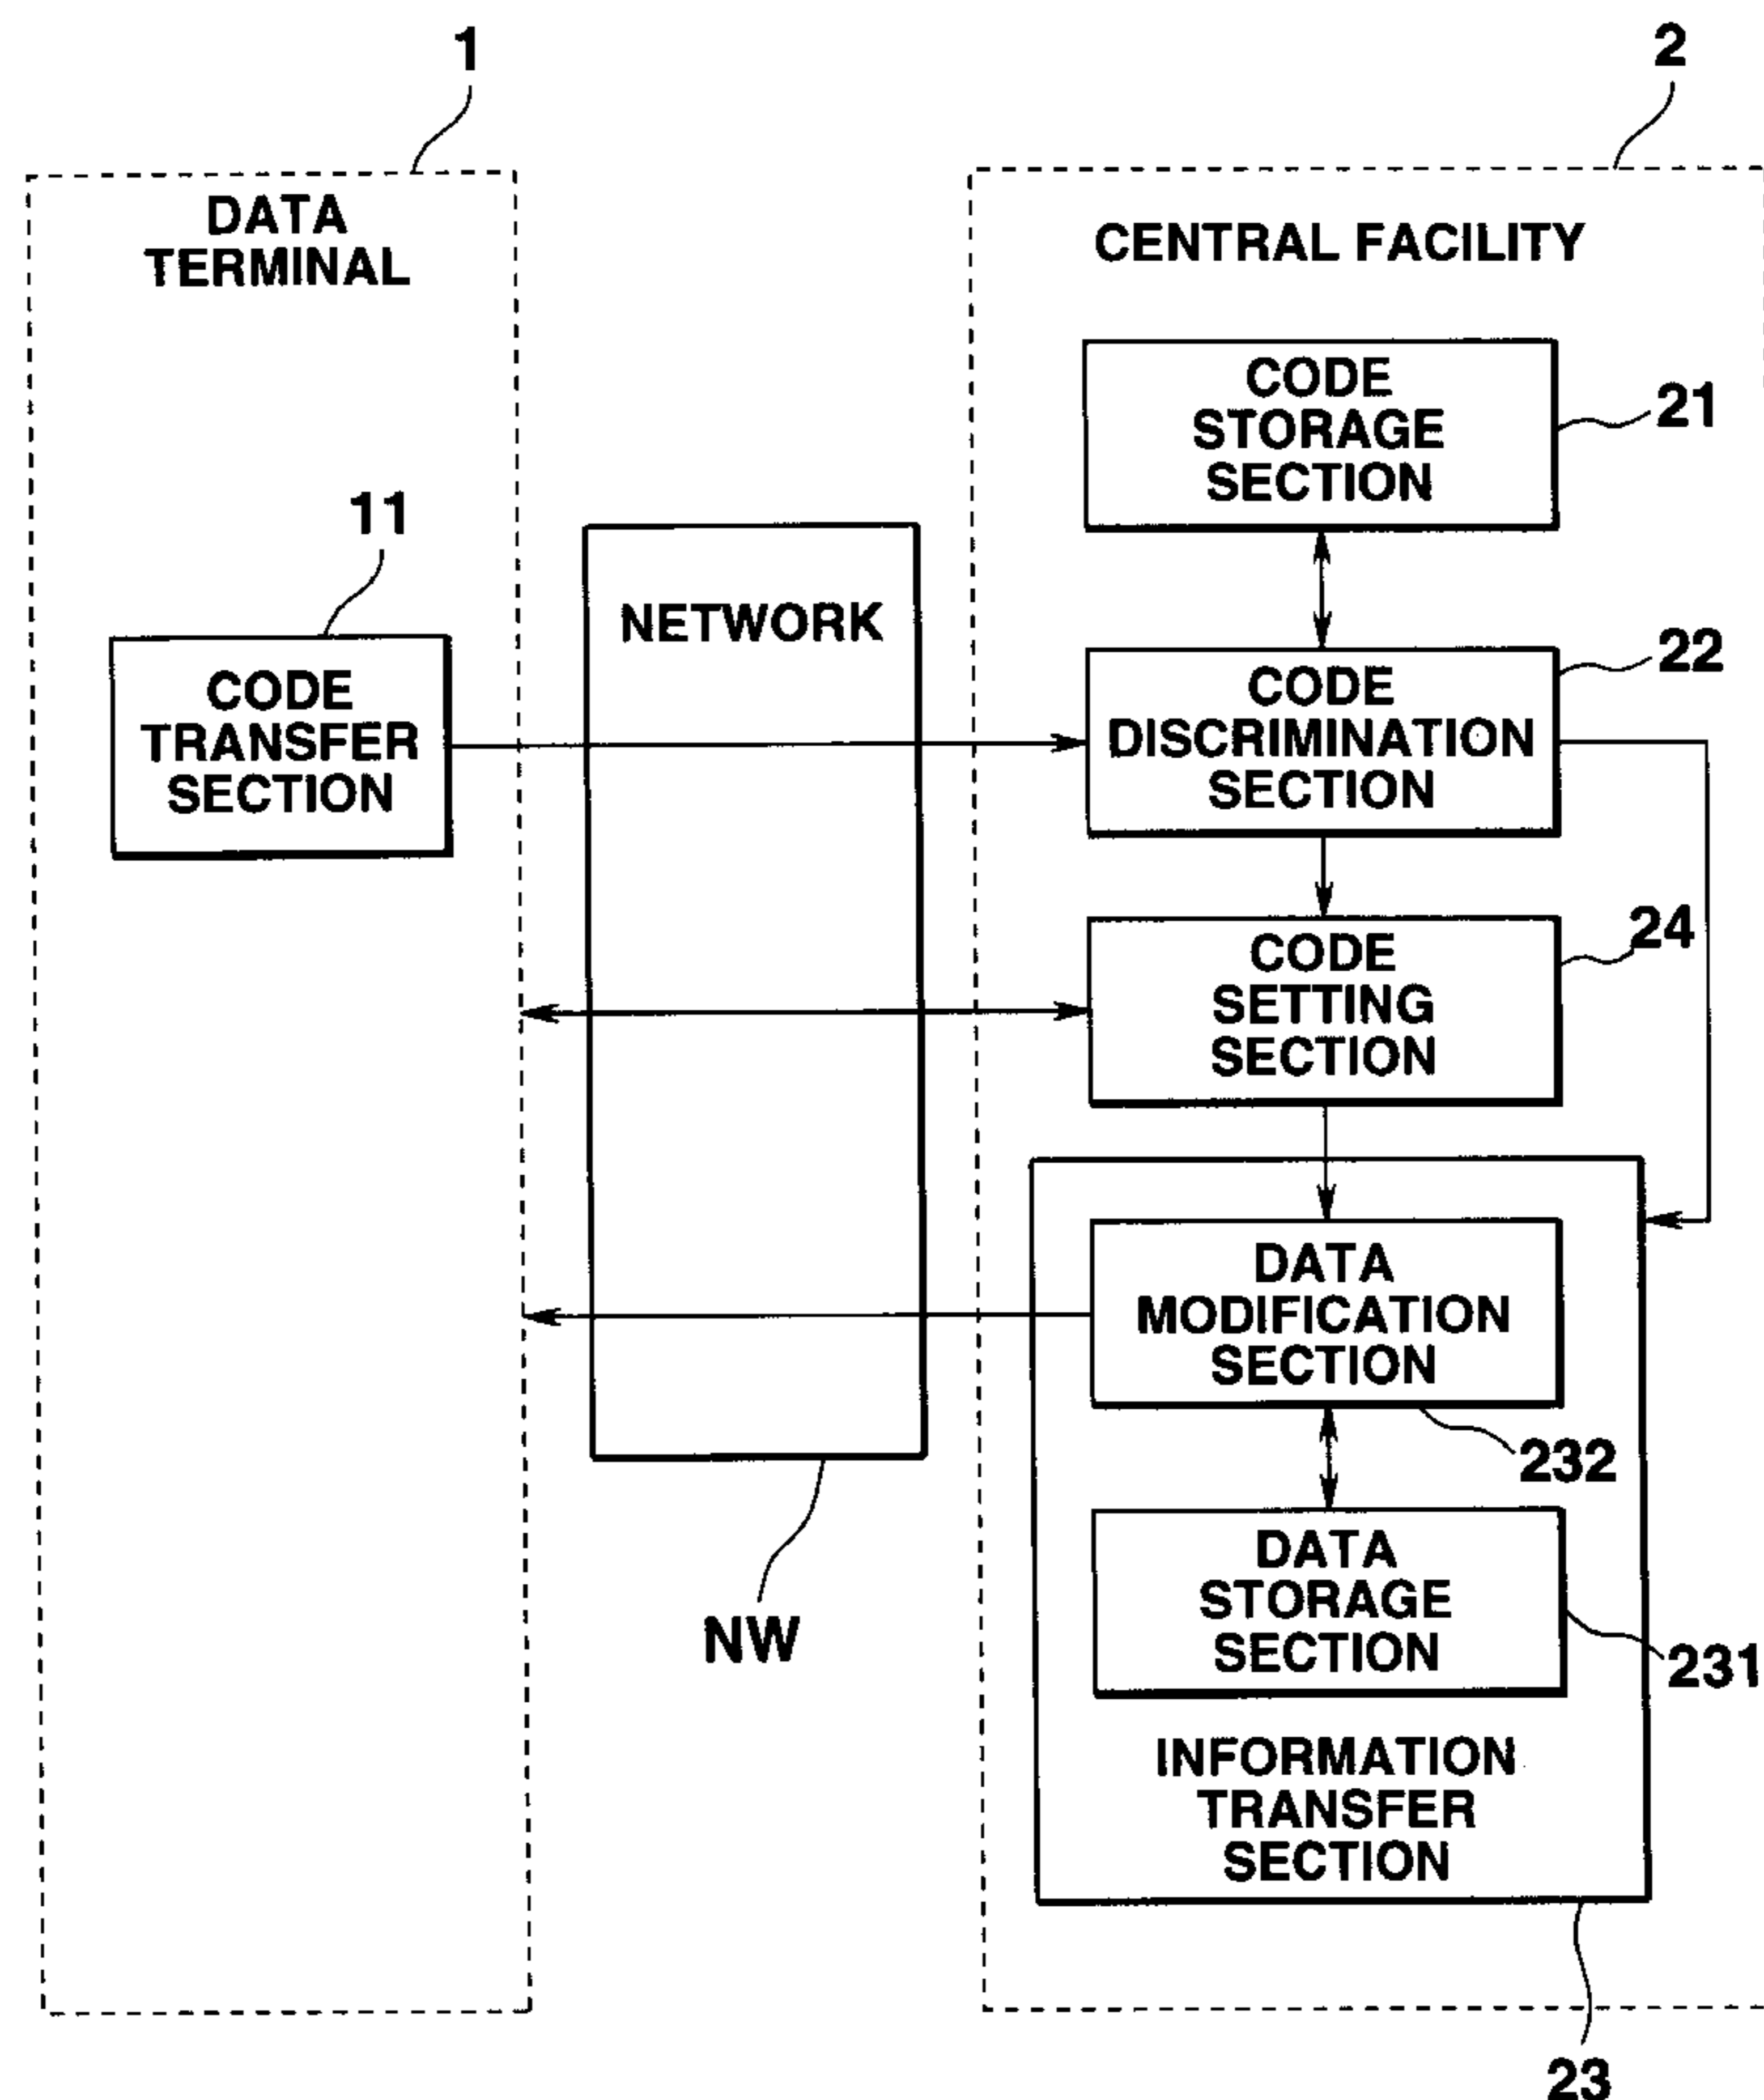 1
2
DATA
TERMINAL
CENTRAL FACILITY
CODE
STORAGE
SECTION
21
11
NETWORK
CODE
TRANSFER
SECTION
CODE
DISCRIMINATION
SECTION
22
CODE
SETTING
SECTION
24
DATA
MODIFICATION
SECTION
232
DATA
STORAGE
SECTION
231
NW
INFORMATION
TRANSFER
SECTION
23